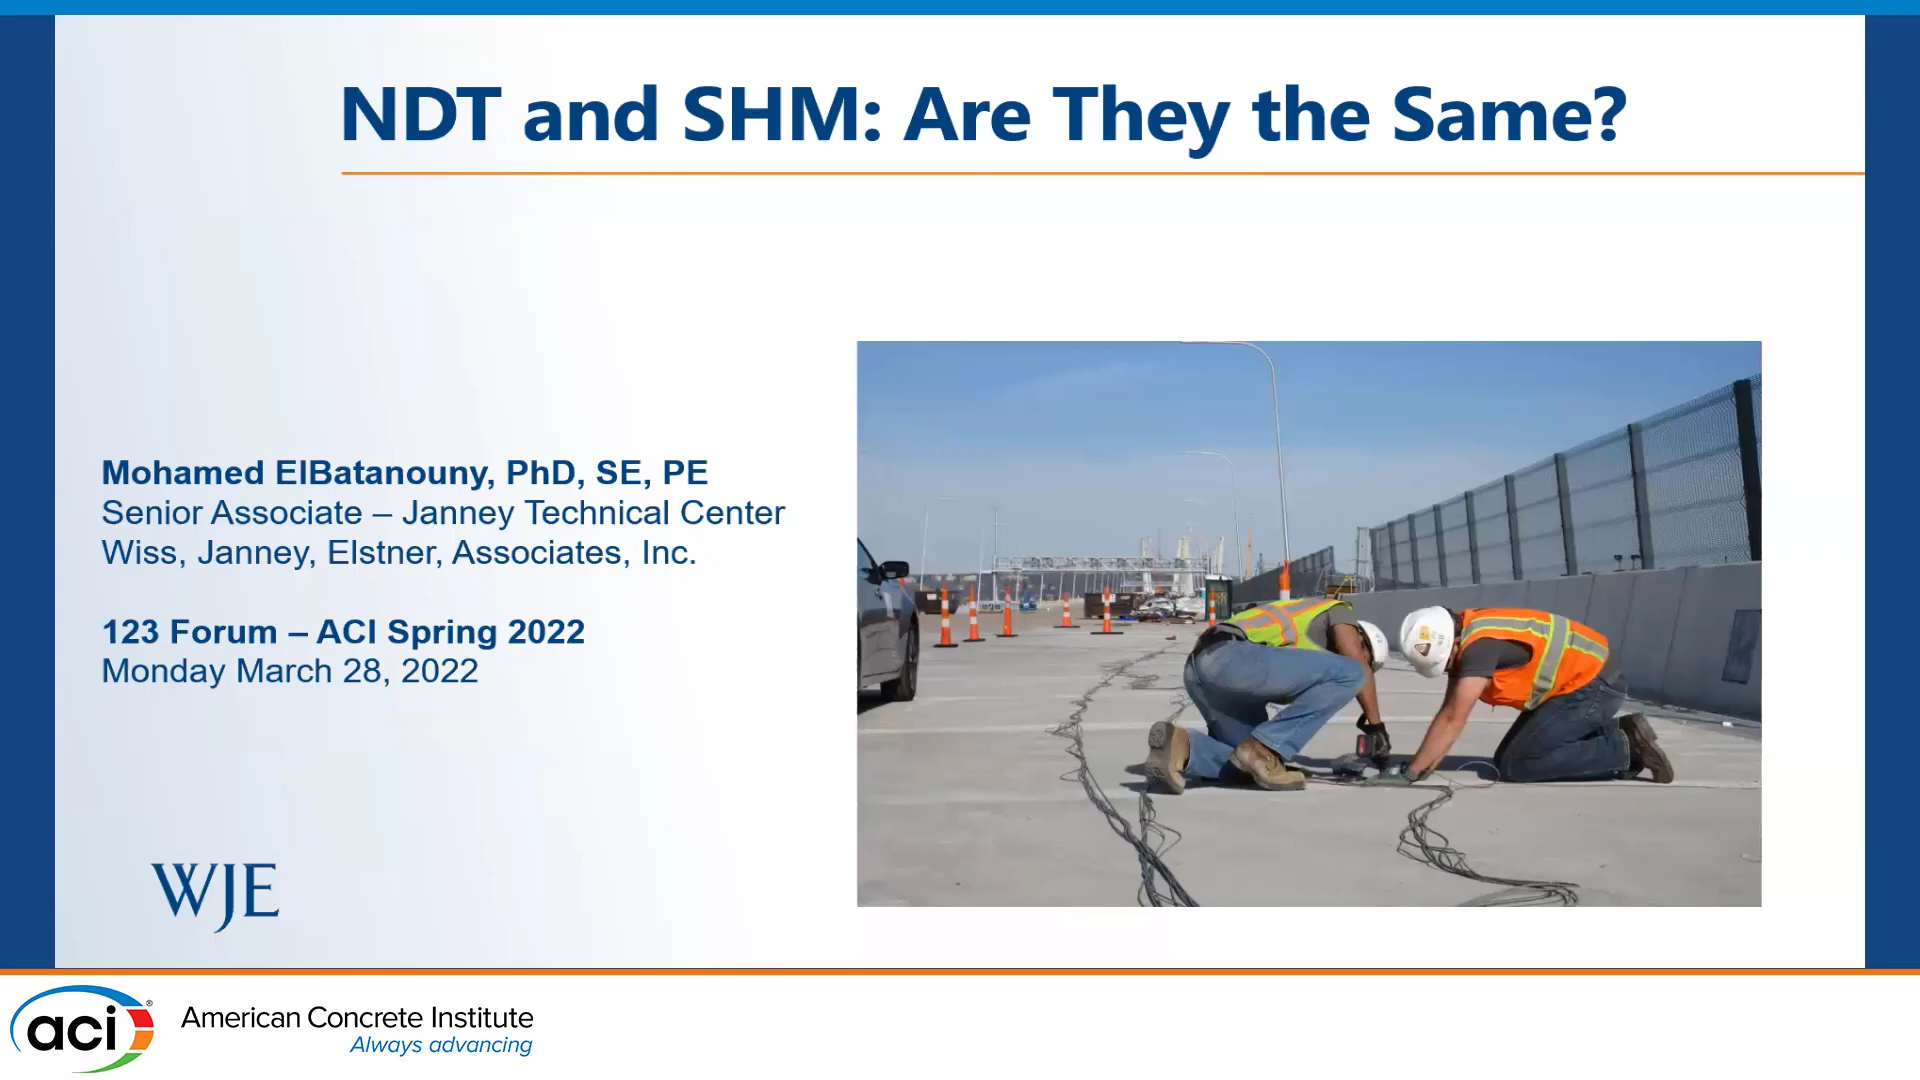 NDT and SHM: Are They the Same?
Mohamed ElBatanouny, PhD, SE, PE
Senior Associate – Janney Technical Center
Wiss, Janney, Elstner, Associates, Inc.
123 Forum – ACI Spring 2022
Monday March 28, 2022
WJE
aci®
American Concrete Institute
Always advancing